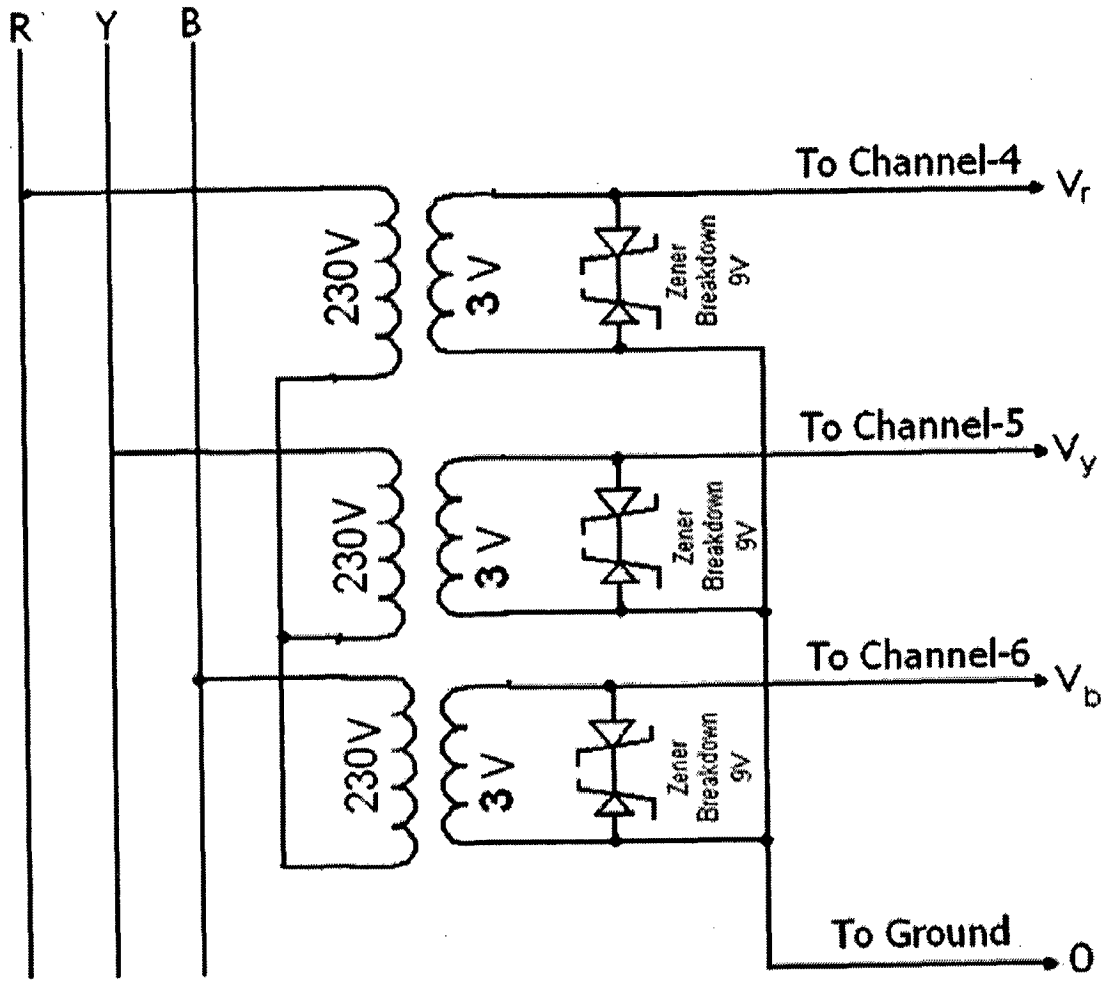 R Y B
To Channel-4
Vr
230V
3 V
Zener
Breakdown
9V
To Channel-5
Vy
230V
3 V
Zener
Breakdown
9V
To Channel-6
Vb
230V
3 V
Zener
Breakdown
9V
To Ground
0